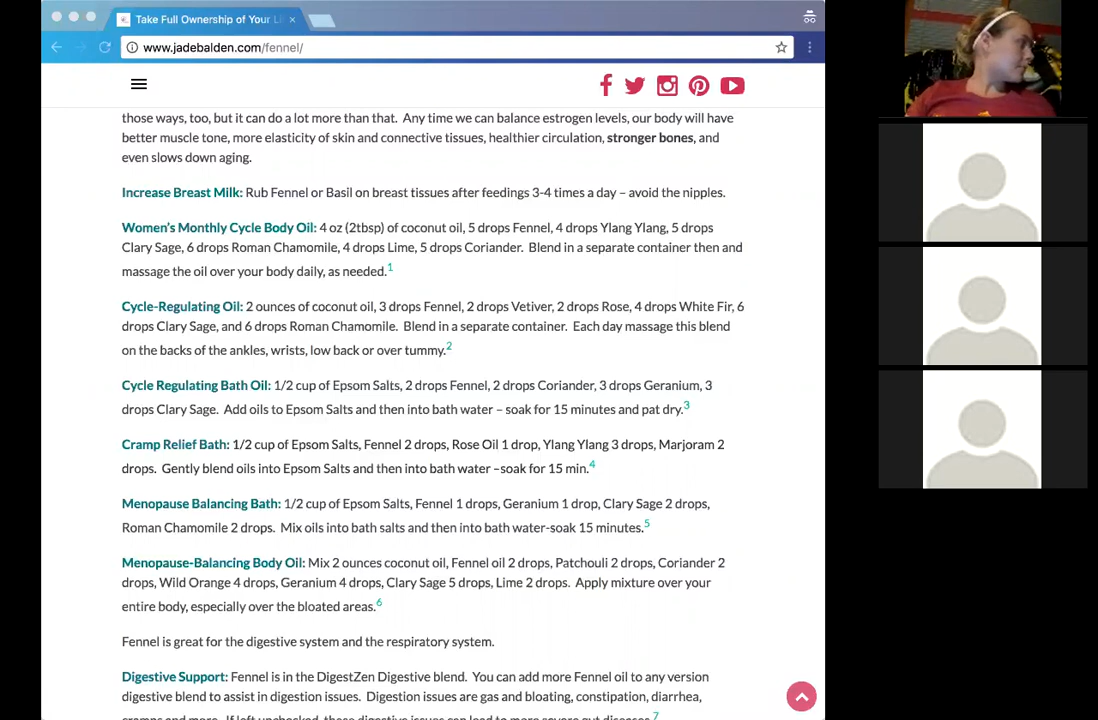 Take Full Ownership of Your Li
www.jadebalden.com/fennel/
those ways, too, but it can do a lot more than that. Any time we can balance estrogen levels, our body will have
better muscle tone, more elasticity of skin and connective tissues, healthier circulation, stronger bones, and
even slows down aging.
Increase Breast Milk: Rub Fennel or Basil on breast tissues after feedings 3-4 times a day – avoid the nipples.
Women's Monthly Cycle Body Oil: 4 oz (2tbsp) of coconut oil, 5 drops Fennel, 4 drops Ylang Ylang, 5 drops
Clary Sage, 6 drops Roman Chamomile, 4 drops Lime, 5 drops Coriander. Blend in a separate container then and
massage the oil over your body daily, as needed.1
Cycle-Regulating Oil: 2 ounces of coconut oil, 3 drops Fennel, 2 drops Vetiver, 2 drops Rose, 4 drops White Fir, 6
drops Clary Sage, and 6 drops Roman Chamomile. Blend in a separate container. Each day massage this blend
on the backs of the ankles, wrists, low back or over tummy.2
Cycle Regulating Bath Oil: 1/2 cup of Epsom Salts, 2 drops Fennel, 2 drops Coriander, 3 drops Geranium, 3
drops Clary Sage. Add oils to Epsom Salts and then into bath water – soak for 15 minutes and pat dry.3
Cramp Relief Bath: 1/2 cup of Epsom Salts, Fennel 2 drops, Rose Oil 1 drop, Ylang Ylang 3 drops, Marjoram 2
drops. Gently blend oils into Epsom Salts and then into bath water –soak for 15 min.4
Menopause Balancing Bath: 1/2 cup of Epsom Salts, Fennel 1 drops, Geranium 1 drop, Clary Sage 2 drops,
Roman Chamomile 2 drops. Mix oils into bath salts and then into bath water-soak 15 minutes.5
Menopause-Balancing Body Oil: Mix 2 ounces coconut oil, Fennel oil 2 drops, Patchouli 2 drops, Coriander 2
drops, Wild Orange 4 drops, Geranium 4 drops, Clary Sage 5 drops, Lime 2 drops. Apply mixture over your
entire body, especially over the bloated areas.6
Fennel is great for the digestive system and the respiratory system.
Digestive Support: Fennel is in the DigestZen Digestive blend. You can add more Fennel oil to any version
digestive blend to assist in digestion issues. Digestion issues are gas and bloating, constipation, diarrhea,
cramps and more. If left unchecked, these digestive issues can lead to more severe gut diseases.7